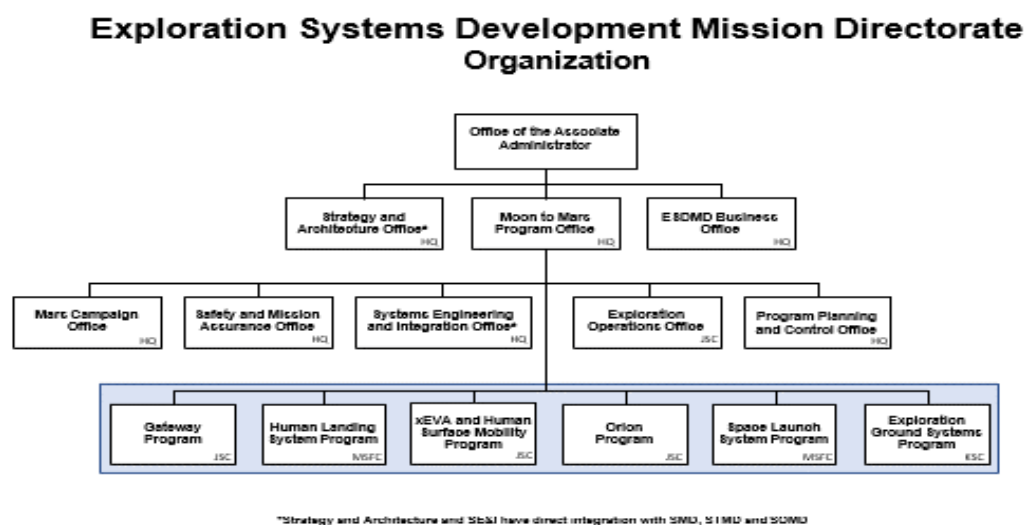 Exploration Systems Development Mission Directorate
Organization
Office of the Associate
Administrator
Strategy and
Architecture Office*
HQ
Moon to Mars
Program Office
HQ
ESDMD Business
Office
HQ
Mars Campaign
Office
HQ
Safety and Mission
Assurance Office
HQ
Systems Engineering
and Integration Office*
HQ
Exploration
Operations Office
JSC
Program Planning
and Control Office
HQ
Gateway
Program
JSC
Human Landing
System Program
MSFC
xEVA and Human
Surface Mobility
Program
JSC
Orion
Program
JSC
Space Launch
System Program
MSFC
Exploration
Ground Systems
Program
KSC
*Strategy and Architecture and SE&I have direct integration with SMD, STMD and SOMD